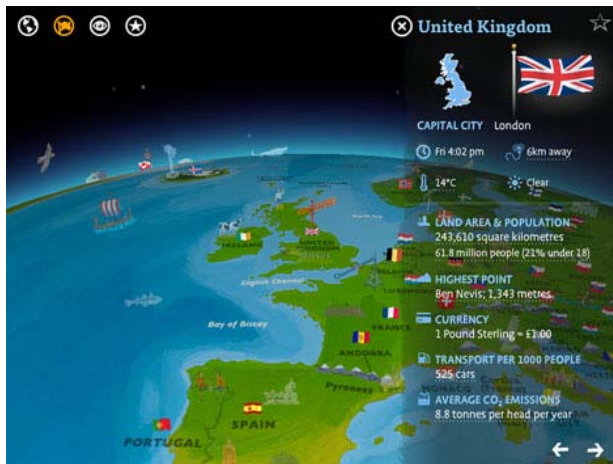 United Kingdom
CAPITAL CITY London
Fri 4:02 pm
6km away
14°C
Clear
LAND AREA & POPULATION
243,610 square kilometres
61.8 million people (21% under 18)
HIGHEST POINT
Ben Nevis; 1,343 metres
CURRENCY
1 Pound Sterling = £1.00
TRANSPORT PER 1000 PEOPLE
525 cars
AVERAGE CO₂ EMISSIONS
8.8 tonnes per head per year
IRELAND
UNITED
KINGDOM
English Channel
Bay of Biscay
FRANCE
ANDORRA
Pyrenees
MONACO
SPAIN
PORTUGAL